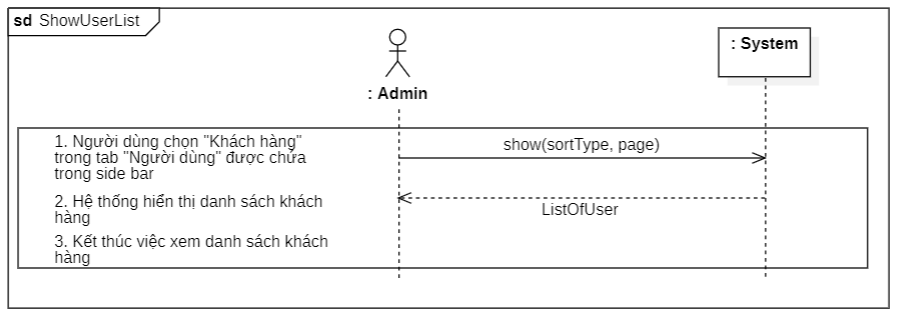 sd ShowUserList
: System
: Admin
1. Người dùng chọn "Khách hàng"
trong tab "Người dùng" được chứa
trong side bar
show(sortType, page)
2. Hệ thống hiển thị danh sách khách
hàng
ListOfUser
3. Kết thúc việc xem danh sách khách
hàng